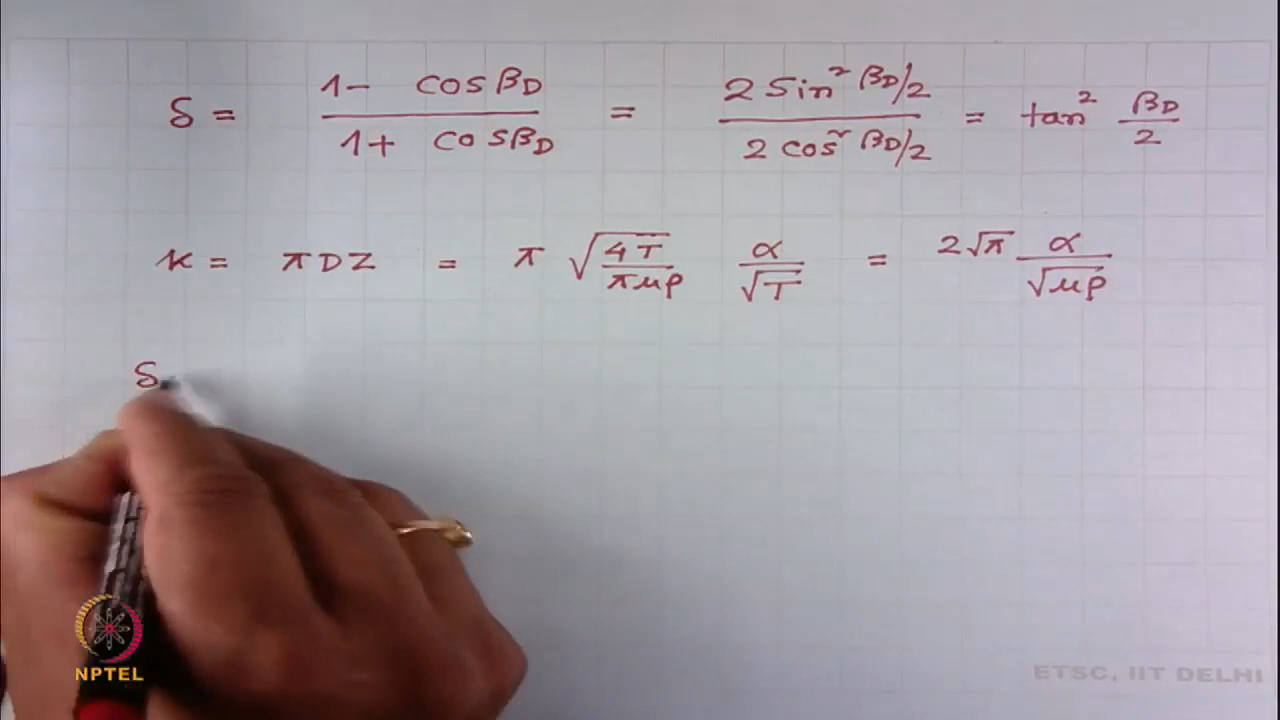 δ = (1 - cos βD) / (1 + cos βD) = (2 Sin² βD/2) / (2 cos² βD/2) = tan² βD/2
κ = π D Z = π √(4T/πμρ) α/√T = 2√π α/√μρ
δ
NPTEL
ETSC, IIT DELHI